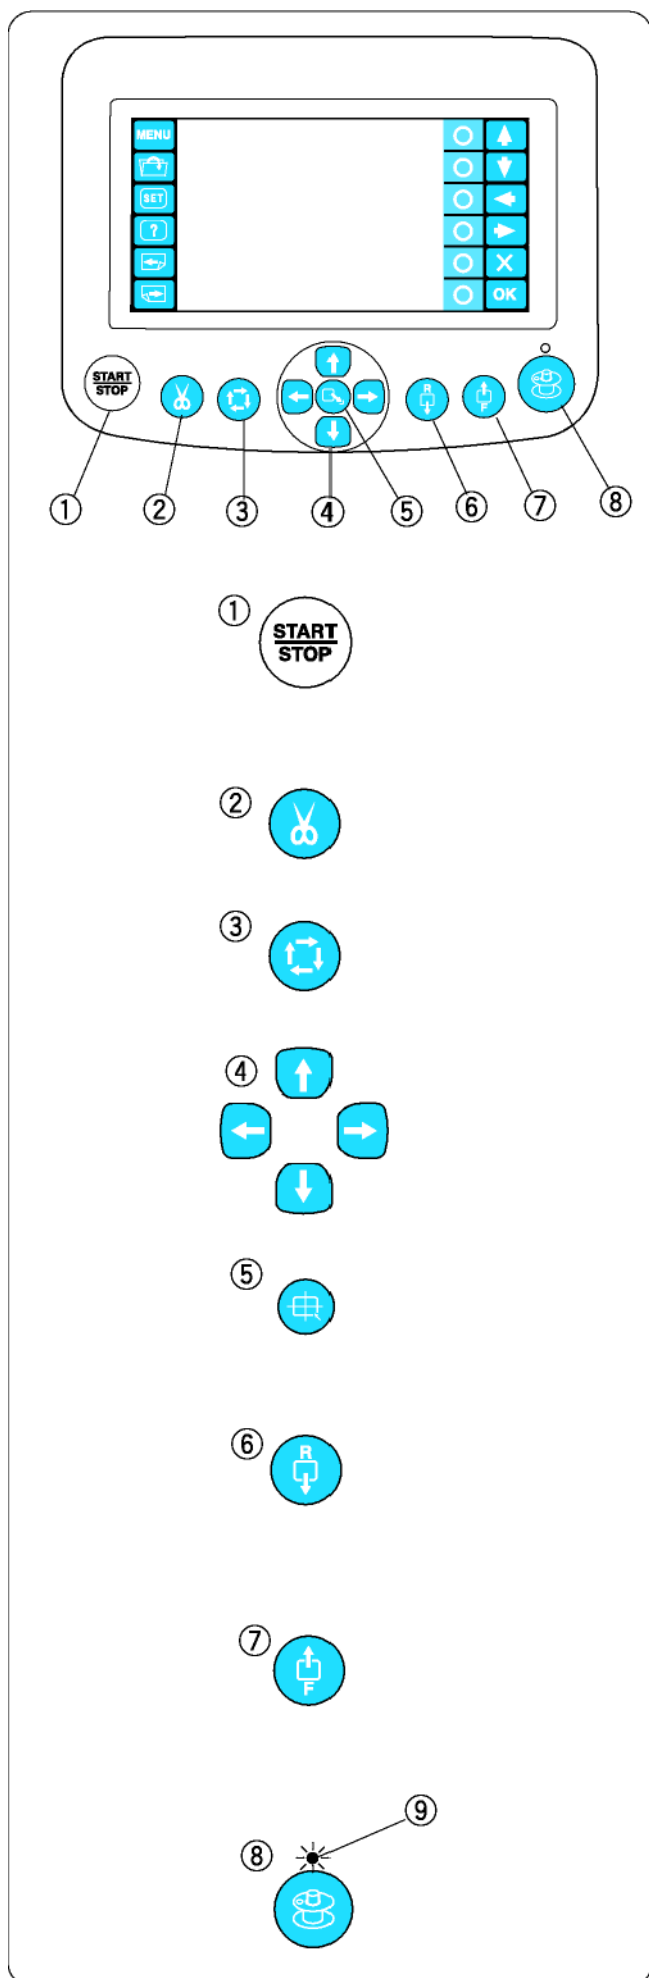 MENU
SET
?
X
OK
START
STOP
R
F
① ② ③ ④ ⑤ ⑥ ⑦ ⑧
①
START
STOP
②
③
④
⑤
⑥
R
⑦
F
⑨
⑧